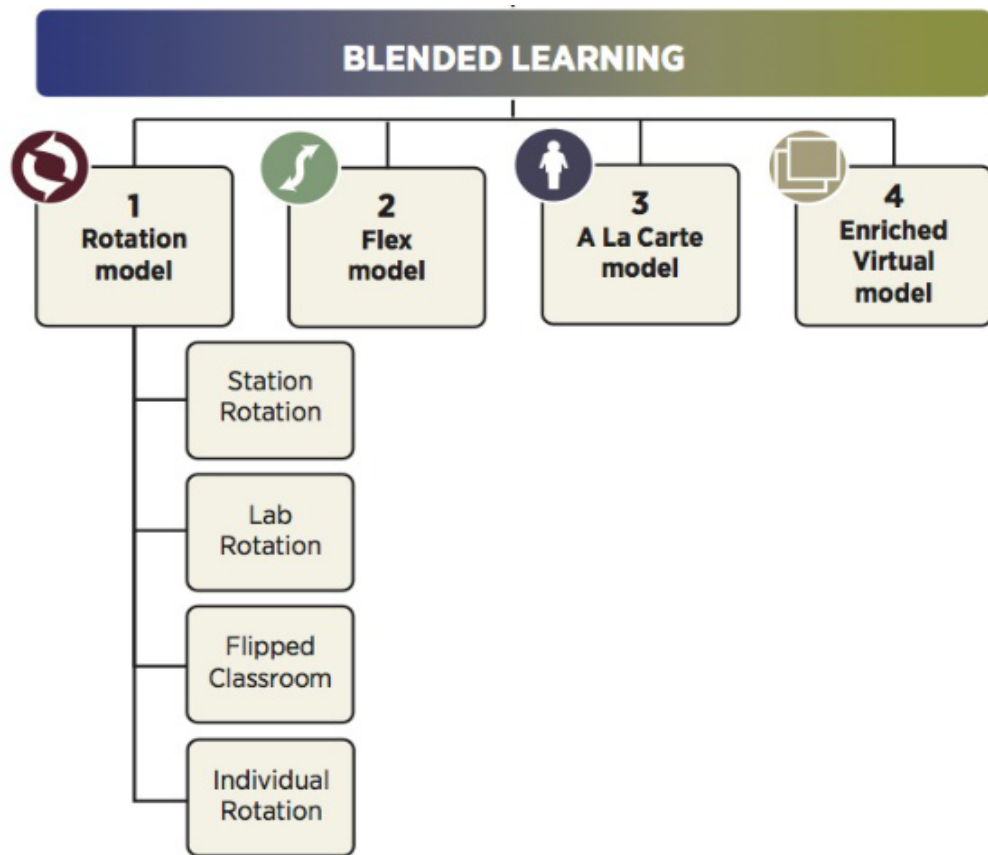 BLENDED LEARNING
1
Rotation
model
2
Flex
model
3
A La Carte
model
4
Enriched
Virtual
model
Station
Rotation
Lab
Rotation
Flipped
Classroom
Individual
Rotation